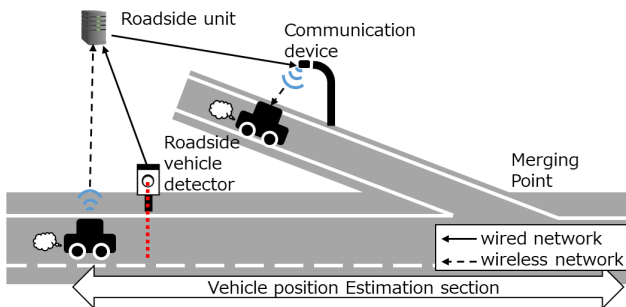 Roadside unit
Communication
device
Roadside
vehicle
detector
Merging
Point
wired network
wireless network
Vehicle position Estimation section